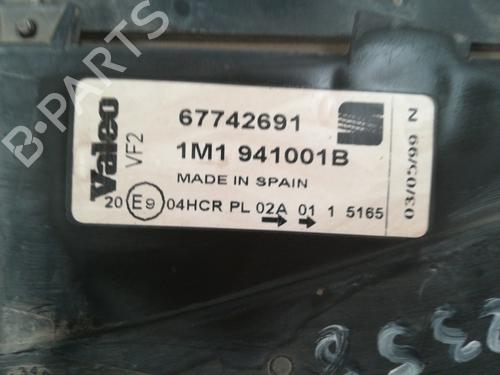 B-PARTS
Valeo
VF2
67742691
1M1 941001B
MADE IN SPAIN
20 E9 04HCR PL 02A 01 1 5165
03/05/99 N